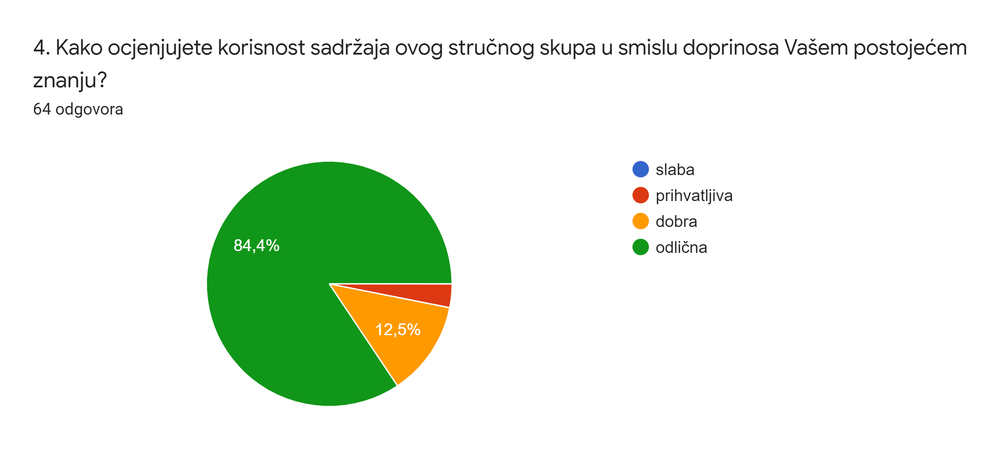 4. Kako ocjenjujete korisnost sadržaja ovog stručnog skupa u smislu doprinosa Vašem postojećem
znanju?
64 odgovora
slaba
prihvatljiva
dobra
odlična
84,4%
12,5%